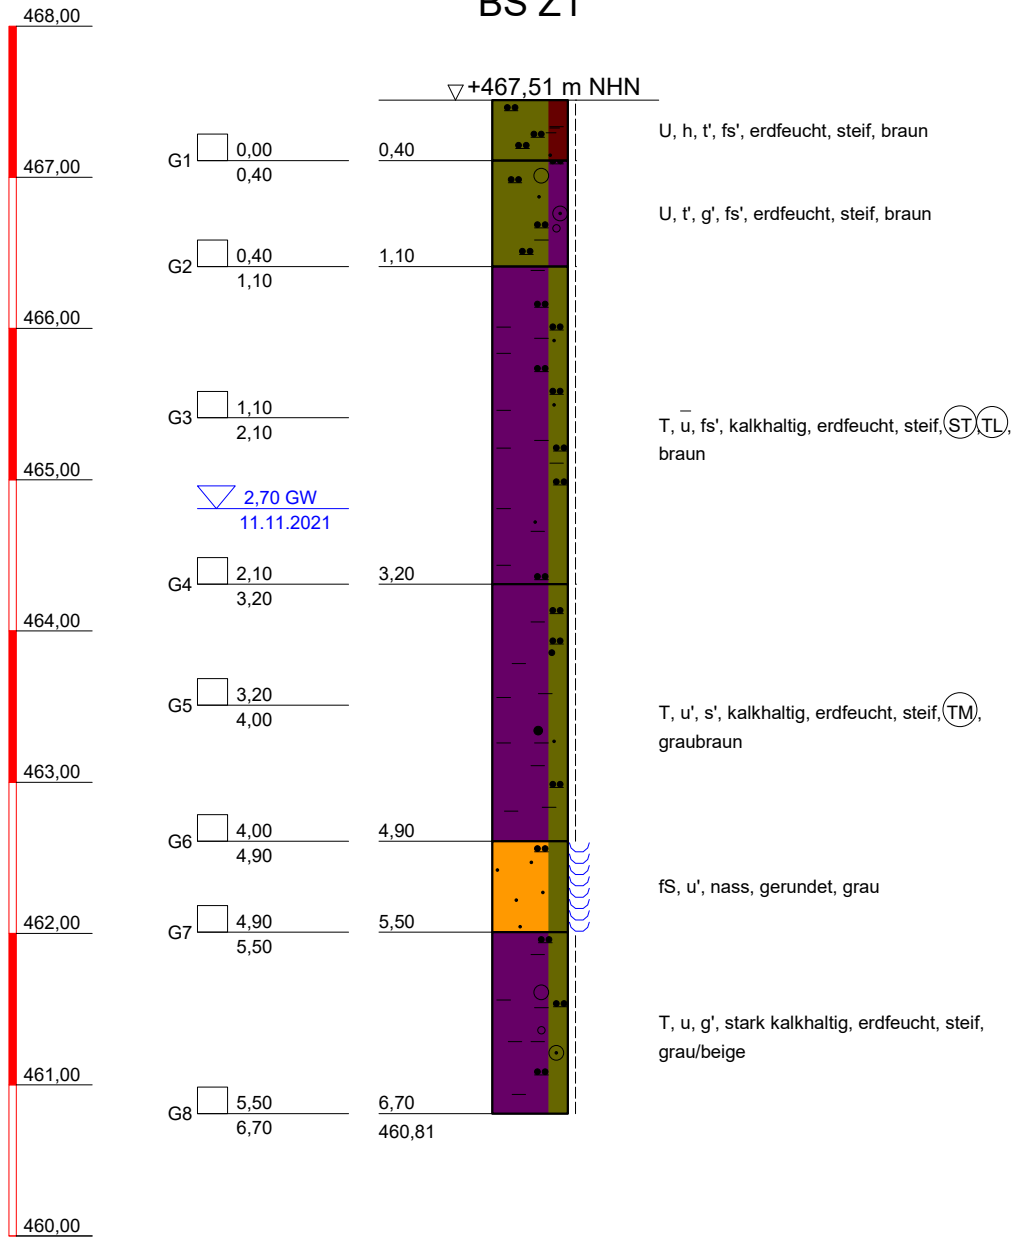 BS Z1
468,00
+467,51 m NHN
U, h, t', fs', erdfeucht, steif, braun
G1 0,00 0,40
0,40
467,00
U, t', g', fs', erdfeucht, steif, braun
G2 0,40 1,10
1,10
466,00
G3 1,10
2,10
T, u̅, fs', kalkhaltig, erdfeucht, steif, ST, TL,
braun
465,00
2,70 GW
11.11.2021
G4 2,10 3,20
3,20
464,00
G5 3,20
4,00
T, u', s', kalkhaltig, erdfeucht, steif, TM,
graubraun
463,00
G6 4,00 4,90
4,90
fS, u', nass, gerundet, grau
462,00
G7 4,90 5,50
5,50
T, u, g', stark kalkhaltig, erdfeucht, steif,
grau/beige
461,00
G8 5,50 6,70
6,70 460,81
460,00